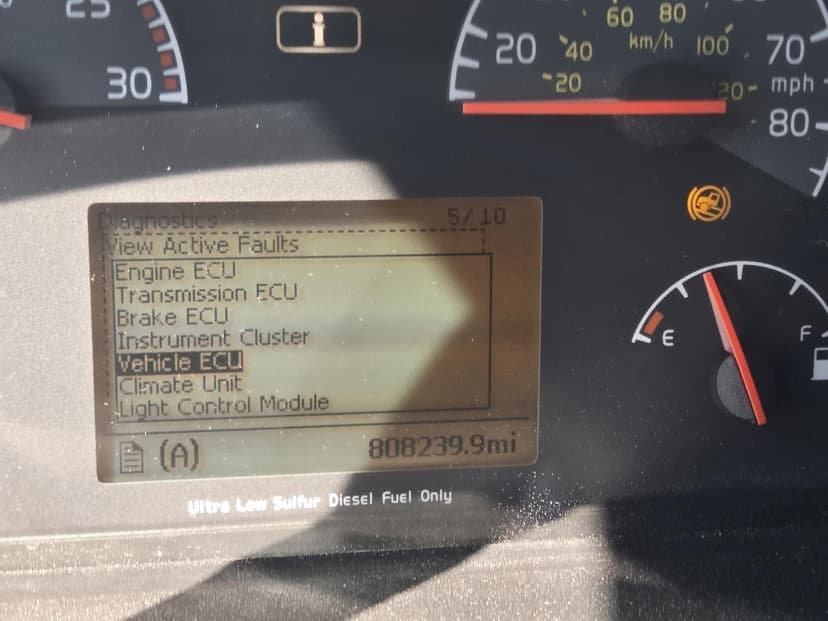 25
30
i
20
40
20
60
80
km/h
100
120
70
mph
80
Diagnostics 5/10
View Active Faults
Engine ECU
Transmission ECU
Brake ECU
Instrument Cluster
Vehicle ECU
Climate Unit
Light Control Module
(A) 808239.9mi
E
F
Ultra Low Sulfur Diesel Fuel Only